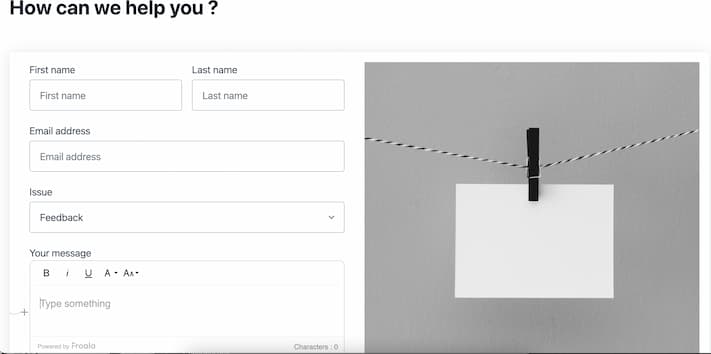 How can we help you ?
First name Last name
First name Last name
Email address
Email address
Issue
Feedback
Your message
B i U A Aᴀ
Type something
Powered by Froala Characters : 0